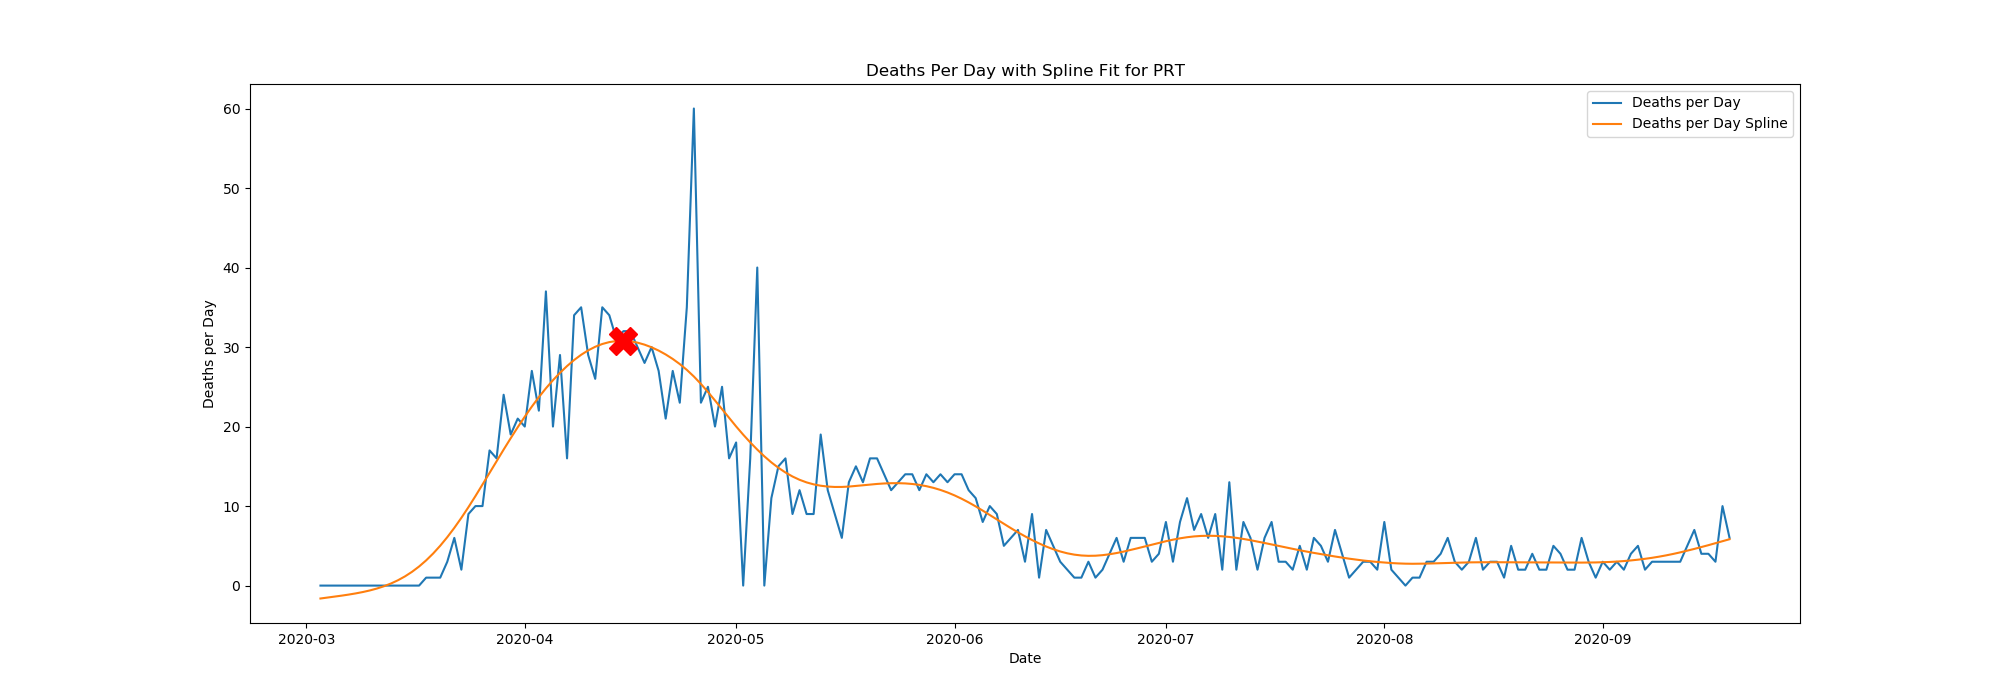 Deaths Per Day with Spline Fit for PRT
Deaths per Day
Deaths per Day Spline
60
50
40
30
20
10
0
Deaths per Day
2020-03 2020-04 2020-05 2020-06 2020-07 2020-08 2020-09
Date